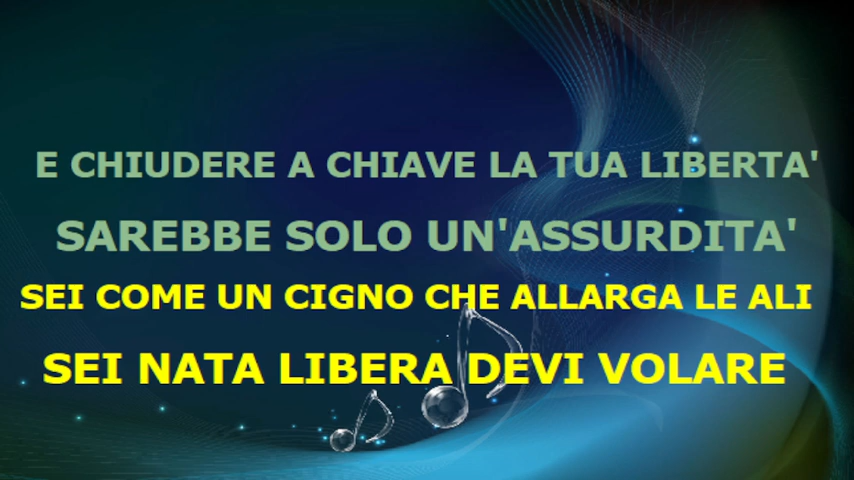 E CHIUDERE A CHIAVE LA TUA LIBERTA'
SAREBBE SOLO UN'ASSURDITA'
SEI COME UN CIGNO CHE ALLARGA LE ALI
SEI NATA LIBERA DEVI VOLARE